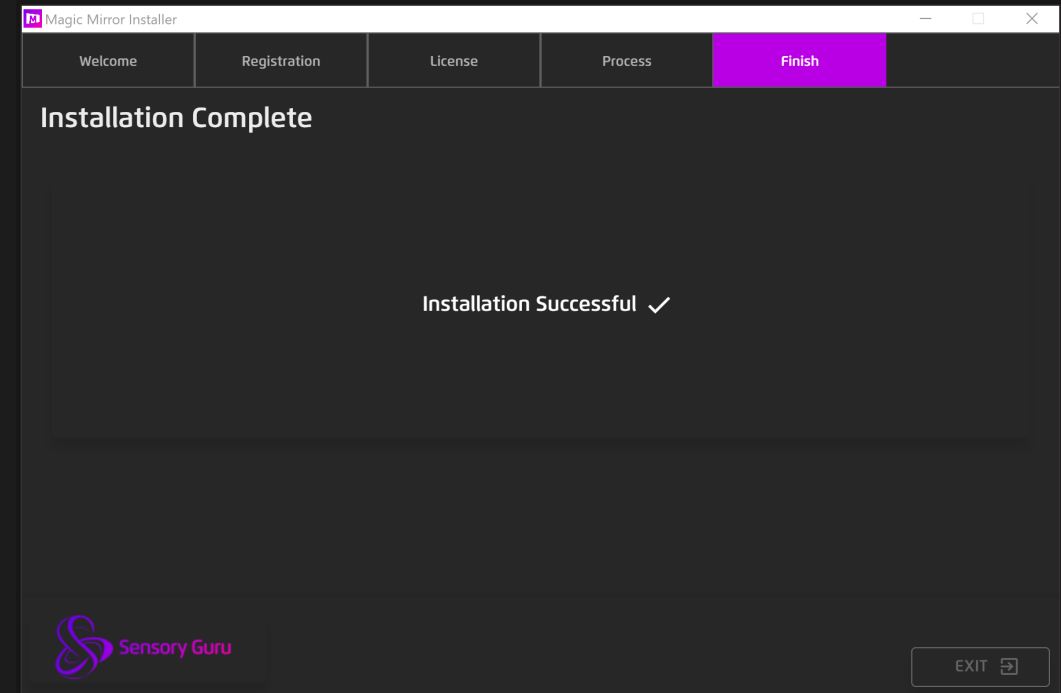 Magic Mirror Installer
Welcome
Registration
License
Process
Finish
Installation Complete
Installation Successful
Sensory Guru
EXIT